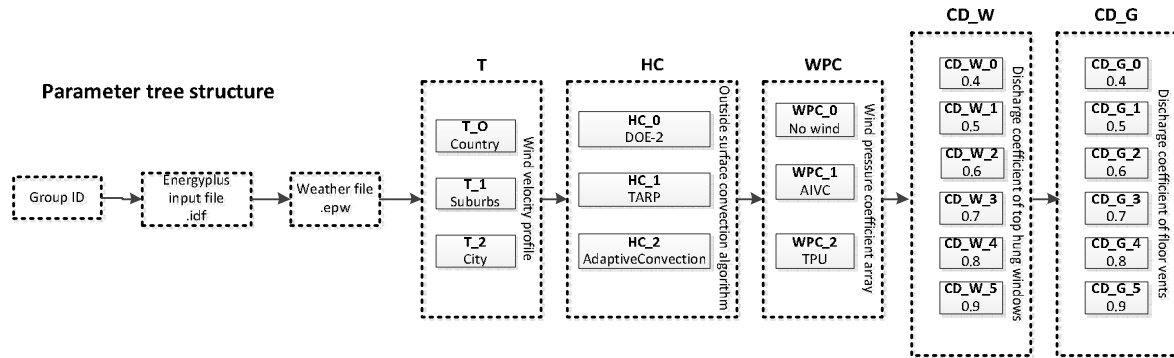 Parameter tree structure
Group ID
Energyplus
input file
.idf
Weather file
.epw
T
T_O
Country
T_1
Suburbs
T_2
City
Wind velocity profile
HC
HC_0
DOE-2
HC_1
TARP
HC_2
AdaptiveConvection
Outside surface convection algorithm
WPC
WPC_0
No wind
WPC_1
AIVC
WPC_2
TPU
Wind pressure coefficient array
CD_W
CD_W_0
0.4
CD_W_1
0.5
CD_W_2
0.6
CD_W_3
0.7
CD_W_4
0.8
CD_W_5
0.9
Discharge coefficient of top hung windows
CD_G
CD_G_0
0.4
CD_G_1
0.5
CD_G_2
0.6
CD_G_3
0.7
CD_G_4
0.8
CD_G_5
0.9
Discharge coefficient of floor vents